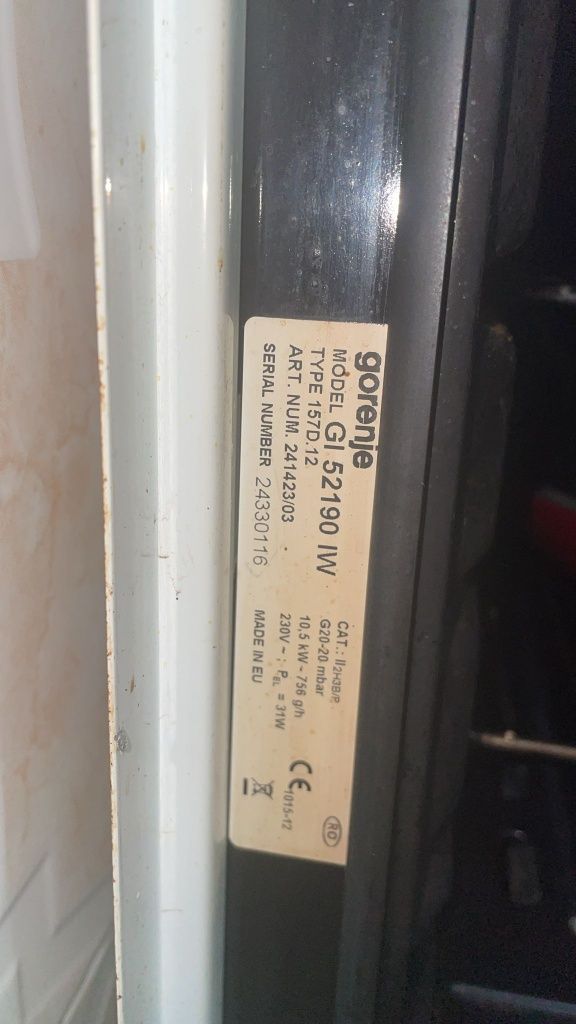 gorenje
MODEL GI 52190 IW
TYPE 157D.12
ART. NUM. 241423/03
SERIAL NUMBER 24330116
CAT.: II2H3B/P
G20-20 mbar
10,5 kW - 756 g/h
230V ~ ; PEL = 31W
MADE IN EU
CE 1015-12
RO